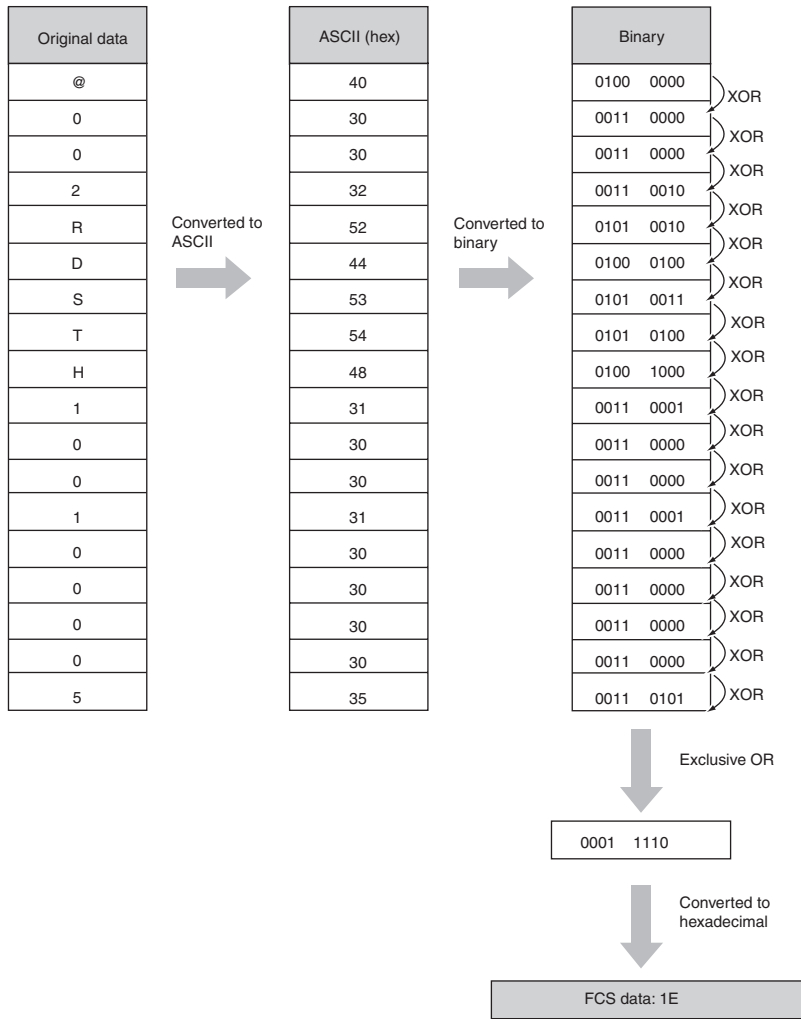 Original data ASCII (hex) Binary
@ 40 0100 0000
XOR
0 30 0011 0000
XOR
0 30 0011 0000
XOR
2 32 0011 0010
XOR
R 52 0101 0010
XOR
D 44 0100 0100
XOR
S 53 0101 0011
XOR
T 54 0101 0100
XOR
H 48 0100 1000
XOR
1 31 0011 0001
XOR
0 30 0011 0000
XOR
0 30 0011 0000
XOR
1 31 0011 0001
XOR
0 30 0011 0000
XOR
0 30 0011 0000
XOR
0 30 0011 0000
XOR
0 30 0011 0000
XOR
5 35 0011 0101
Converted to
ASCII
Converted to
binary
Exclusive OR
0001 1110
Converted to
hexadecimal
FCS data: 1E